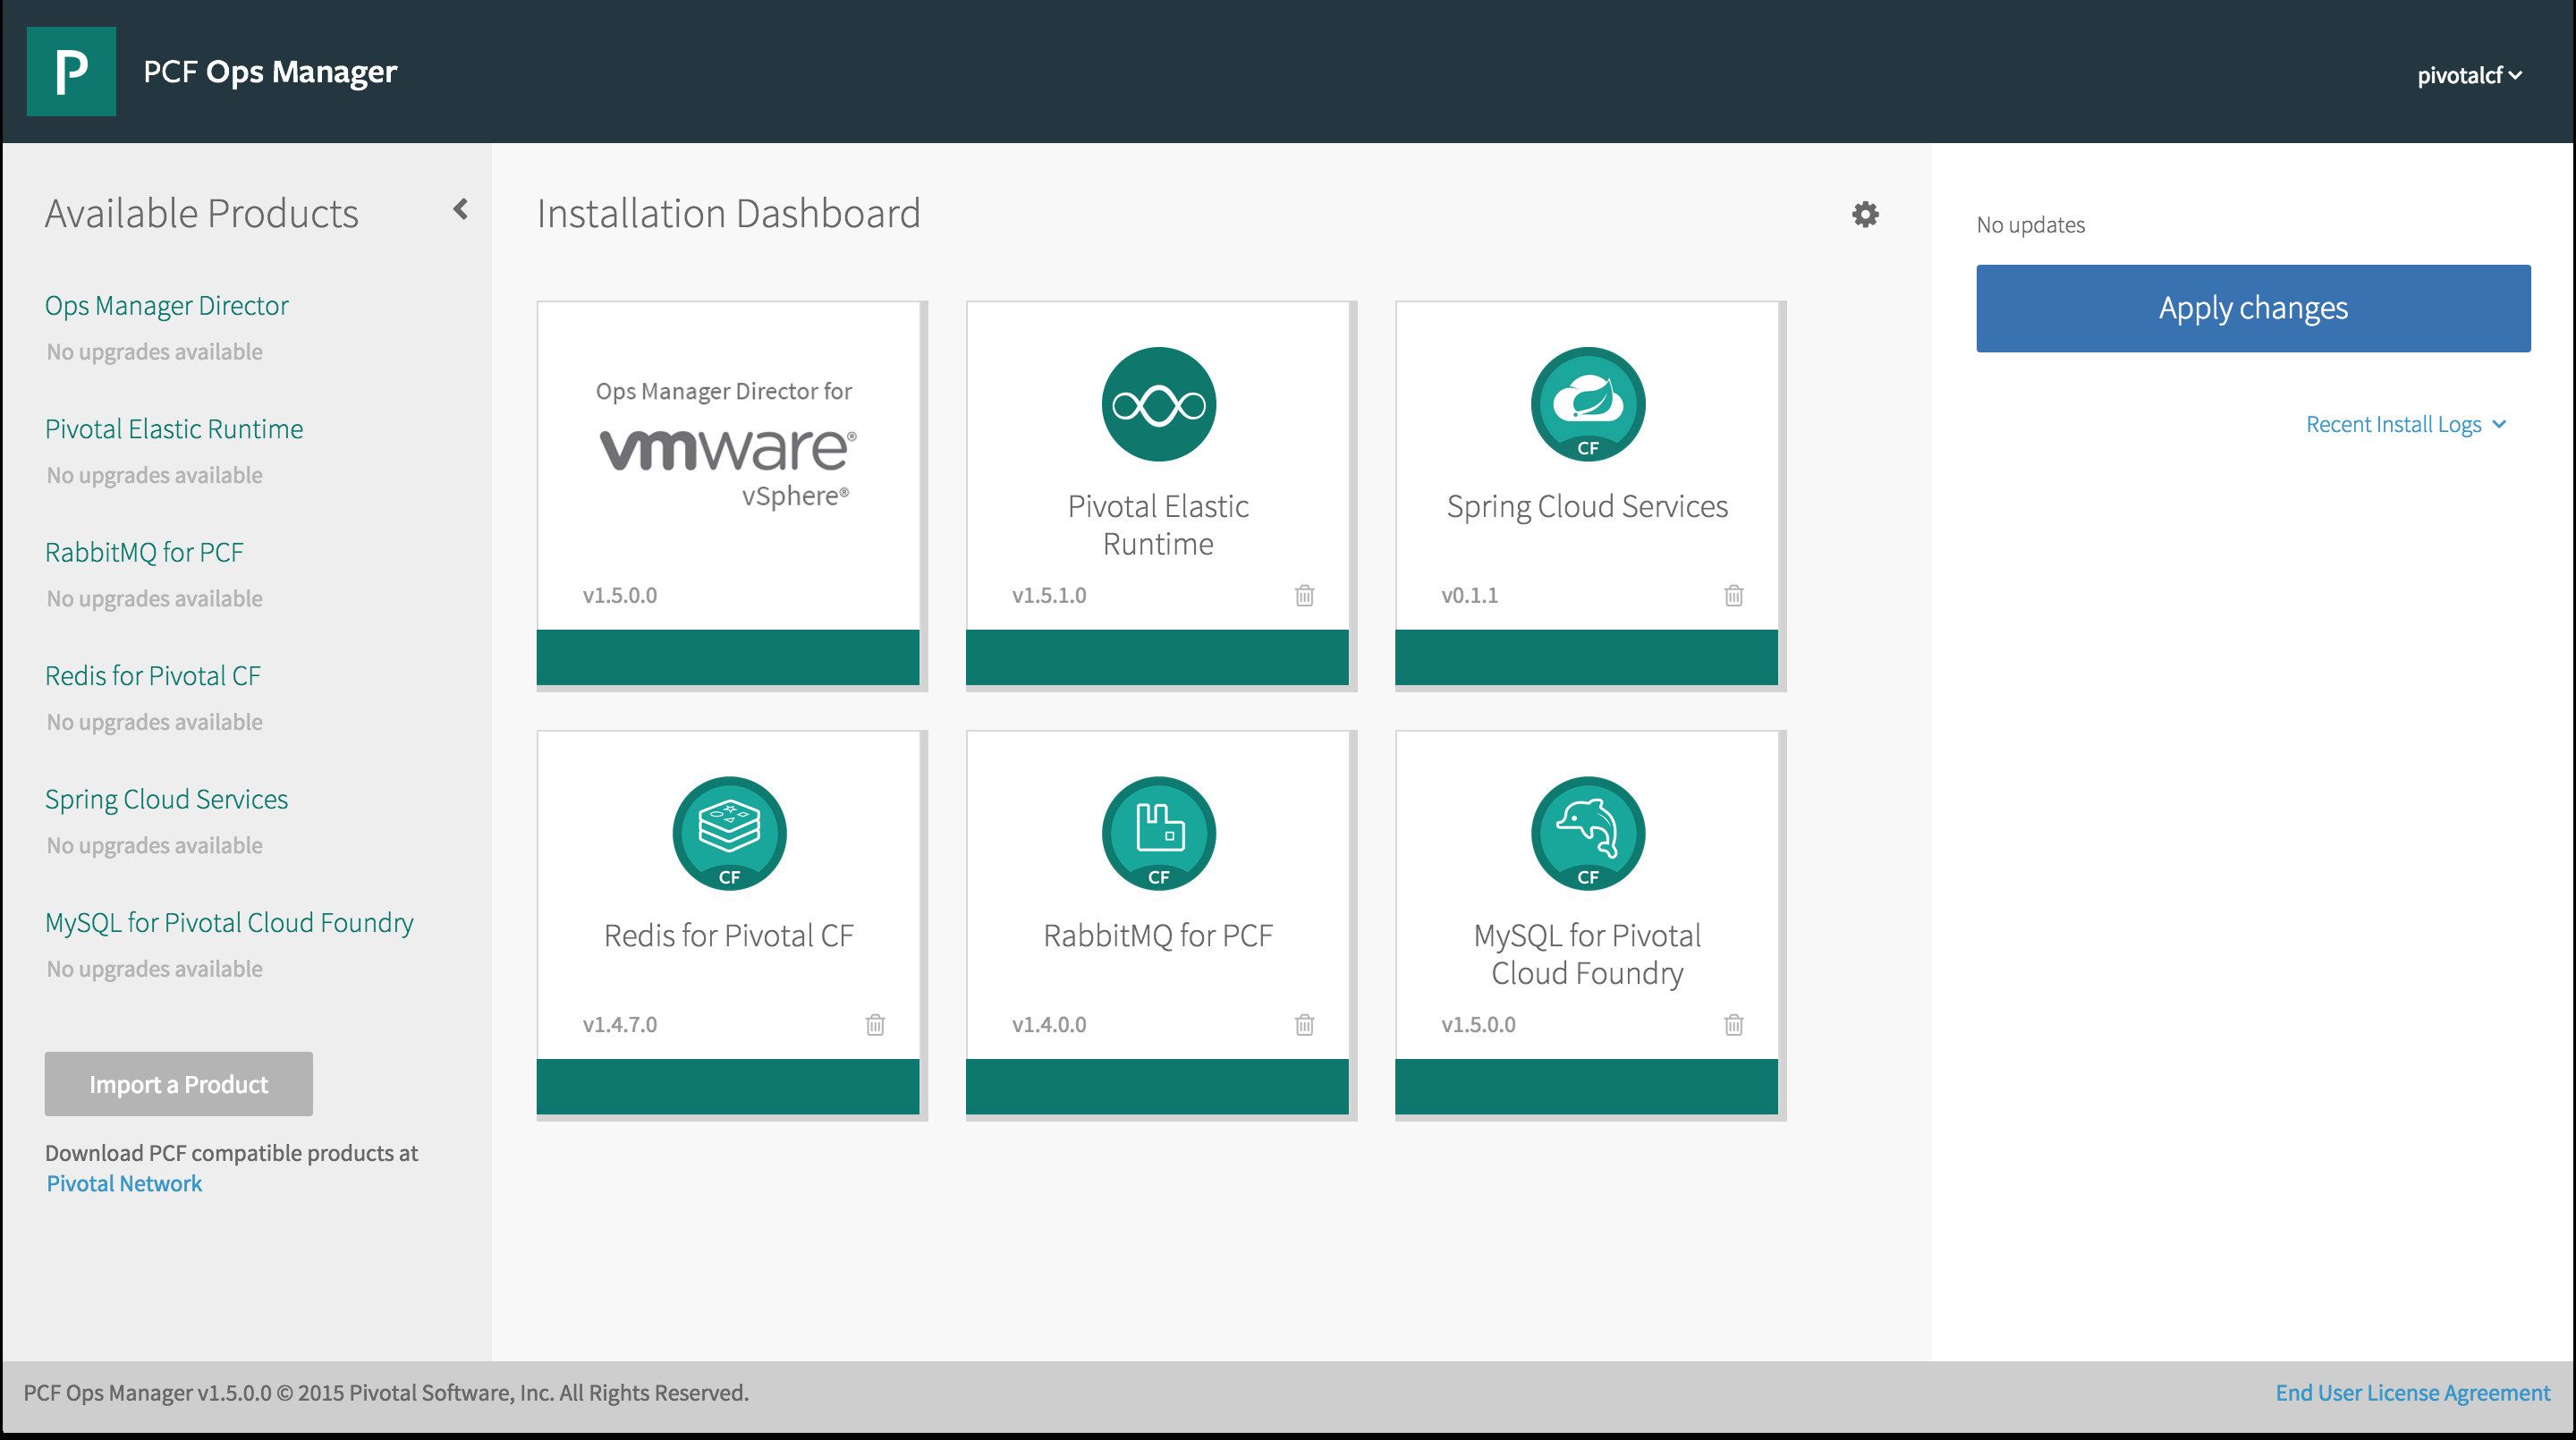 P
PCF Ops Manager
pivotalcf
Available Products
Ops Manager Director
No upgrades available
Pivotal Elastic Runtime
No upgrades available
RabbitMQ for PCF
No upgrades available
Redis for Pivotal CF
No upgrades available
Spring Cloud Services
No upgrades available
MySQL for Pivotal Cloud Foundry
No upgrades available
Import a Product
Download PCF compatible products at
Pivotal Network
Installation Dashboard
Ops Manager Director for
vmware®
vSphere®
v1.5.0.0
Pivotal Elastic
Runtime
v1.5.1.0
CF
Spring Cloud Services
v0.1.1
CF
Redis for Pivotal CF
v1.4.7.0
CF
RabbitMQ for PCF
v1.4.0.0
CF
MySQL for Pivotal
Cloud Foundry
v1.5.0.0
No updates
Apply changes
Recent Install Logs
PCF Ops Manager v1.5.0.0 © 2015 Pivotal Software, Inc. All Rights Reserved.
End User License Agreement